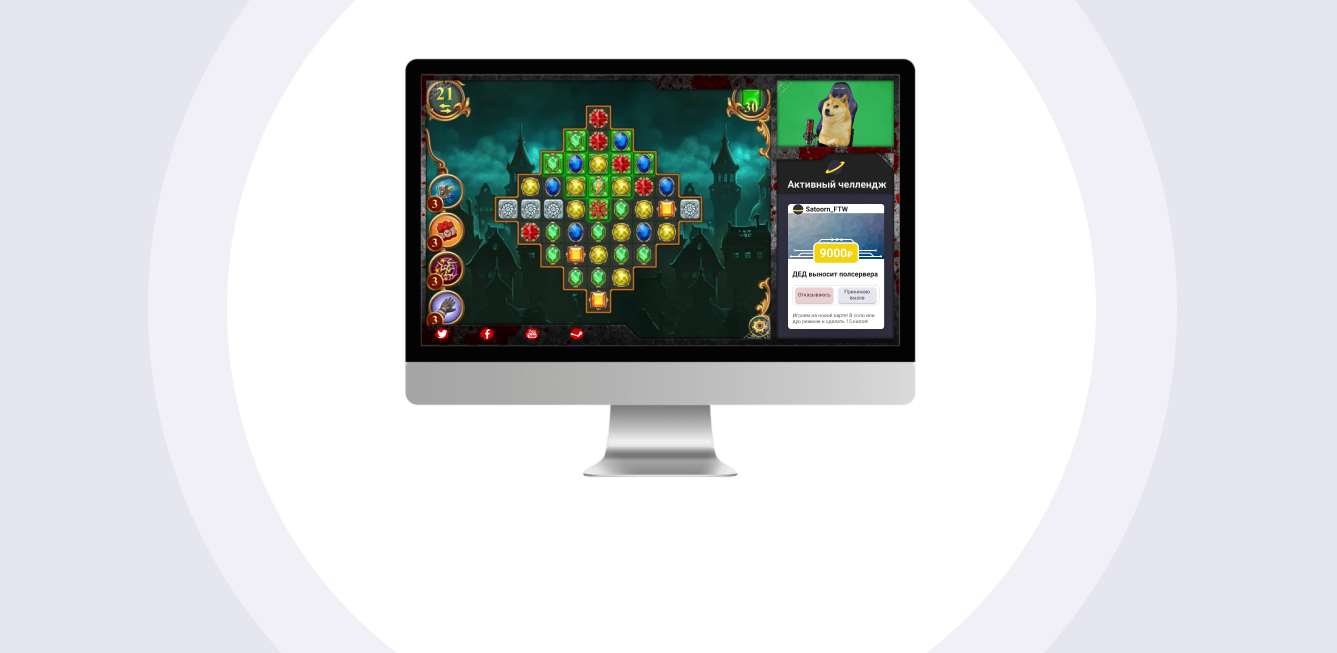 21
30
3
3
3
3
Активный челлендж
Satoorn_FTW
9000₽
ДЕД выносит полсервера
Отказываюсь
Принимаю
вызов
Играем на новой карте! В соло или
дуо режиме и сделать 15 килов!